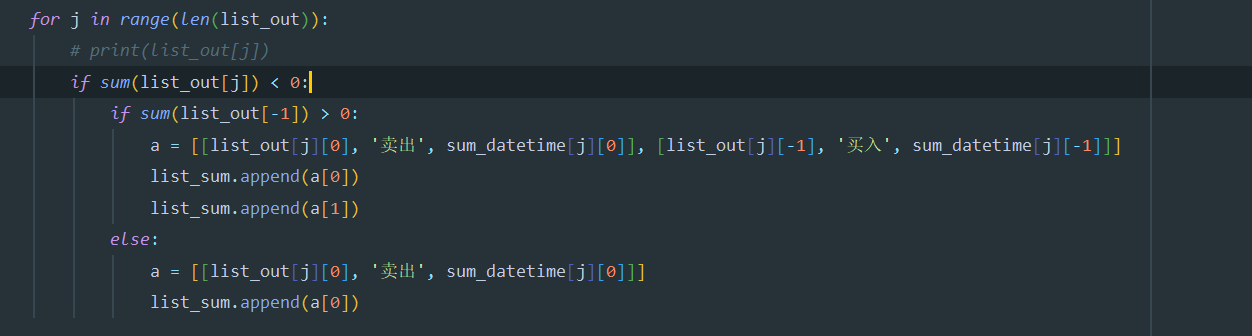 for j in range(len(list_out)):
# print(list_out[j])
if sum(list_out[j]) < 0:
if sum(list_out[-1]) > 0:
a = [[list_out[j][0], '卖出', sum_datetime[j][0]], [list_out[j][-1], '买入', sum_datetime[j][-1]]]
list_sum.append(a[0])
list_sum.append(a[1])
else:
a = [[list_out[j][0], '卖出', sum_datetime[j][0]]]
list_sum.append(a[0])